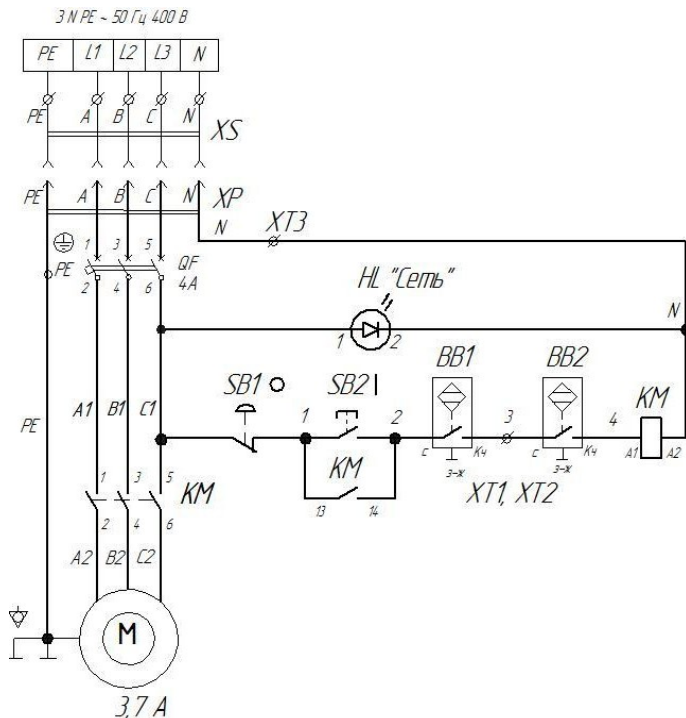 3 N PE ~ 50 Гц 400 В
PE L1 L2 L3 N
PE A B C N
XS
PE A B C N XP
N XT3
1 3 5
PE QF
2 4 6 4А
HL "Сеть"
1 2 N
BB1 BB2
SB1 SB2 I KM
A1 B1 C1 1 2 3 4
PE
с Кч с Кч A1 A2
з-ж з-ж
KM
13 14 XT1, XT2
1 3 5 KM
2 4 6
A2 B2 C2
M
3,7 А